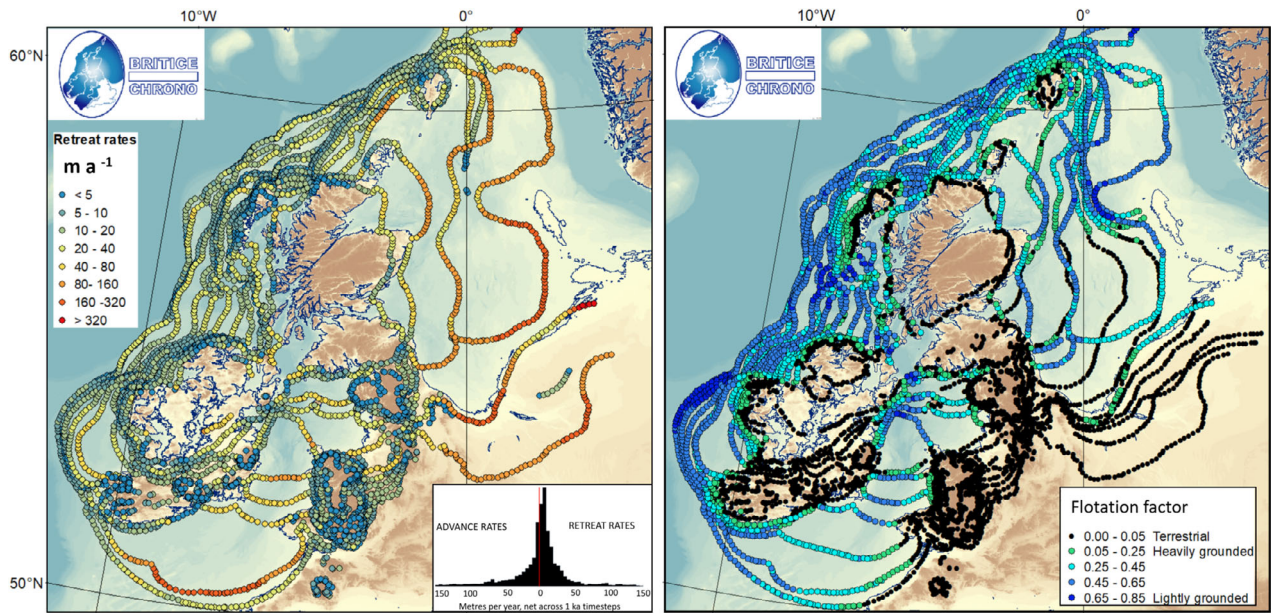 10°W
0°
10°W
0°
60°N
BRITICE
CHRONO
BRITICE
CHRONO
Retreat rates
m a -1
< 5
5 - 10
10 - 20
20 - 40
40 - 80
80- 160
160 -320
> 320
50°N
ADVANCE RATES
RETREAT RATES
150
100
50
0
50
100
150
Metres per year, net across 1 ka timesteps
Flotation factor
0.00 - 0.05 Terrestrial
0.05 - 0.25 Heavily grounded
0.25 - 0.45
0.45 - 0.65
0.65 - 0.85 Lightly grounded